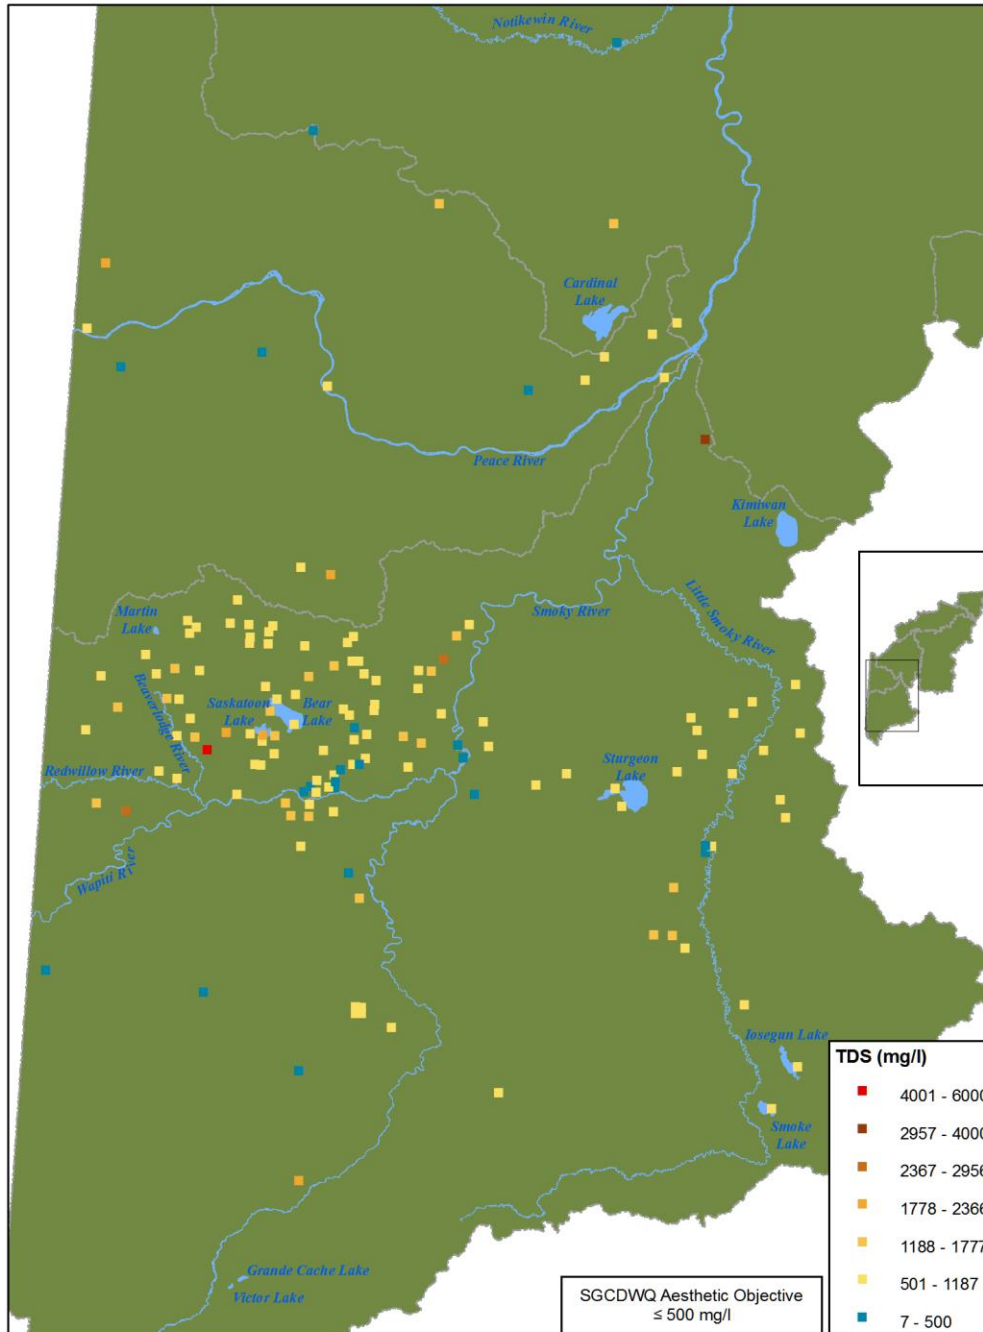 Notikewin River
Cardinal
Lake
Peace River
Kimiwan
Lake
Martin
Lake
Smoky River
Little Smoky River
Beaverlodge River
Saskatoon
Lake
Bear
Lake
Redwillow River
Sturgeon
Lake
Wapiti River
Iosegun Lake
Smoke
Lake
Grande Cache Lake
Victor Lake
SGCDWQ Aesthetic Objective
≤ 500 mg/l
TDS (mg/l)
4001 - 6000
2957 - 4000
2367 - 2956
1778 - 2366
1188 - 1777
501 - 1187
7 - 500